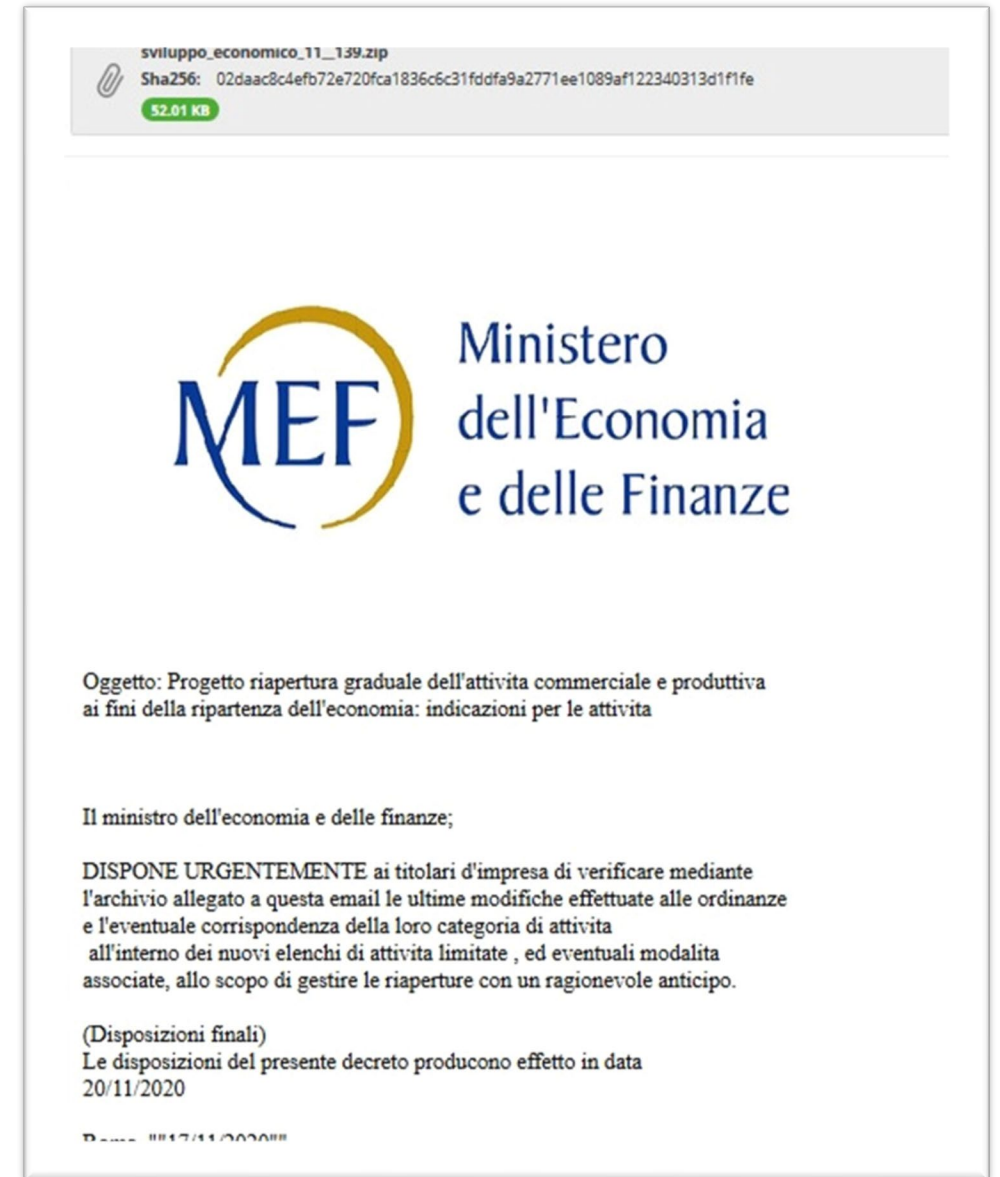 sviluppo_economico_11__139.zip
Sha256: 02daac8c4efb72e720fca1836c6c31fddfa9a2771ee1089af122340313d1f1fe
52.01 KB
MEF
Ministero
dell'Economia
e delle Finanze
Oggetto: Progetto riapertura graduale dell'attivita commerciale e produttiva
ai fini della ripartenza dell'economia: indicazioni per le attivita
Il ministro dell'economia e delle finanze;
DISPONE URGENTEMENTE ai titolari d'impresa di verificare mediante
l'archivio allegato a questa email le ultime modifiche effettuate alle ordinanze
e l'eventuale corrispondenza della loro categoria di attivita
all'interno dei nuovi elenchi di attivita limitate , ed eventuali modalita
associate, allo scopo di gestire le riaperture con un ragionevole anticipo.
(Disposizioni finali)
Le disposizioni del presente decreto producono effetto in data
20/11/2020
Roma, ""17/11/2020""